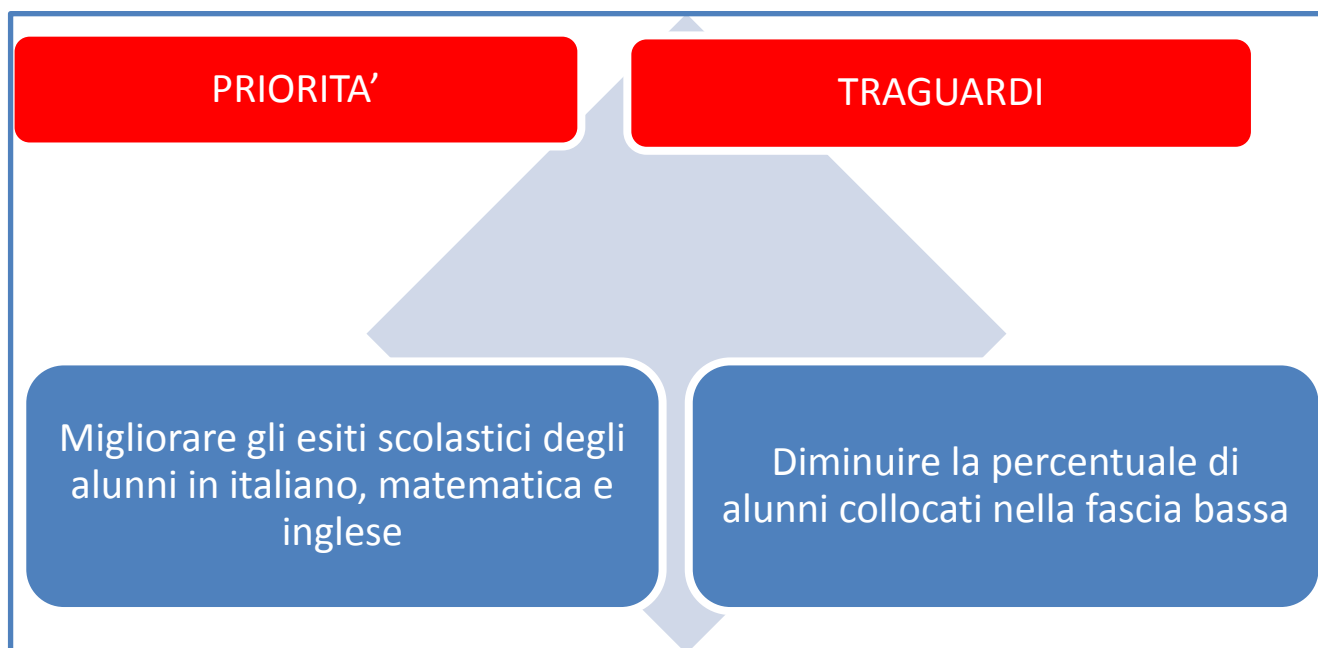 PRIORITA’
TRAGUARDI
Migliorare gli esiti scolastici degli
alunni in italiano, matematica e
inglese
Diminuire la percentuale di
alunni collocati nella fascia bassa